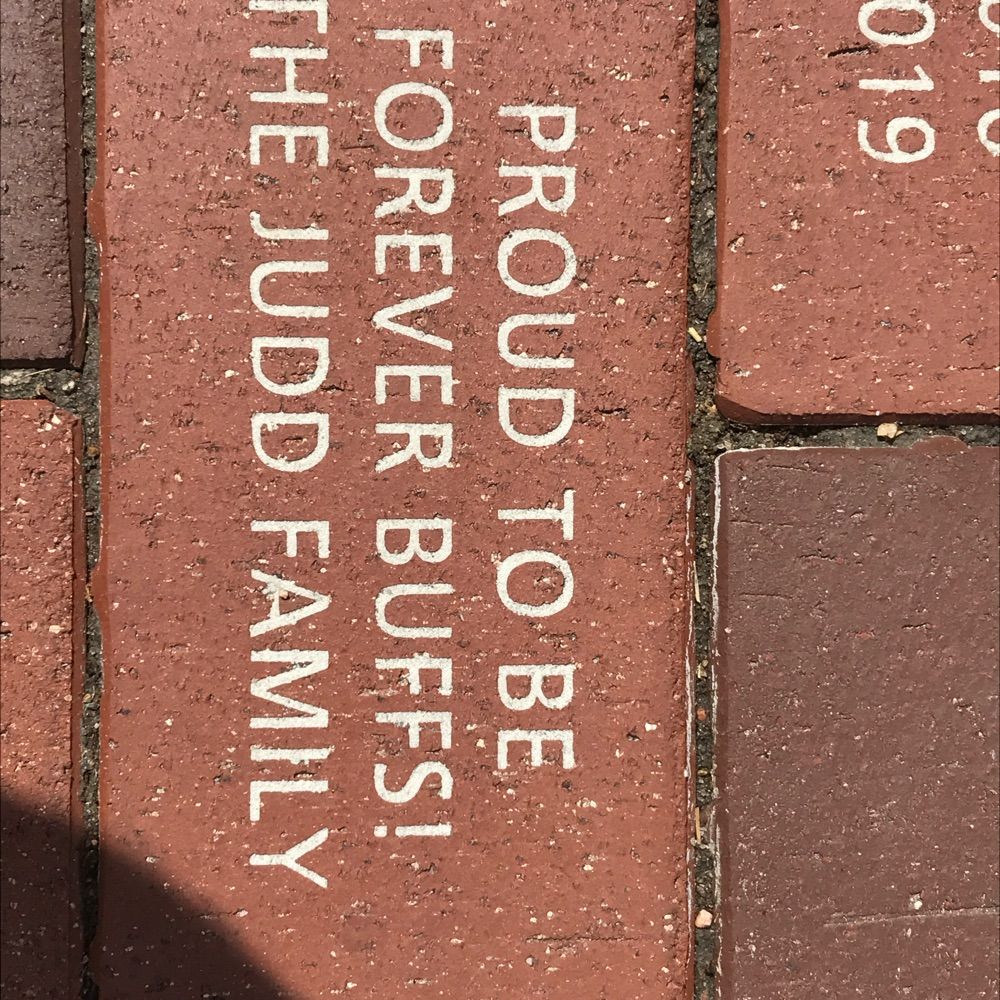 PROUD TO BE
FOREVER BUFFS!
THE JUDD FAMILY
019